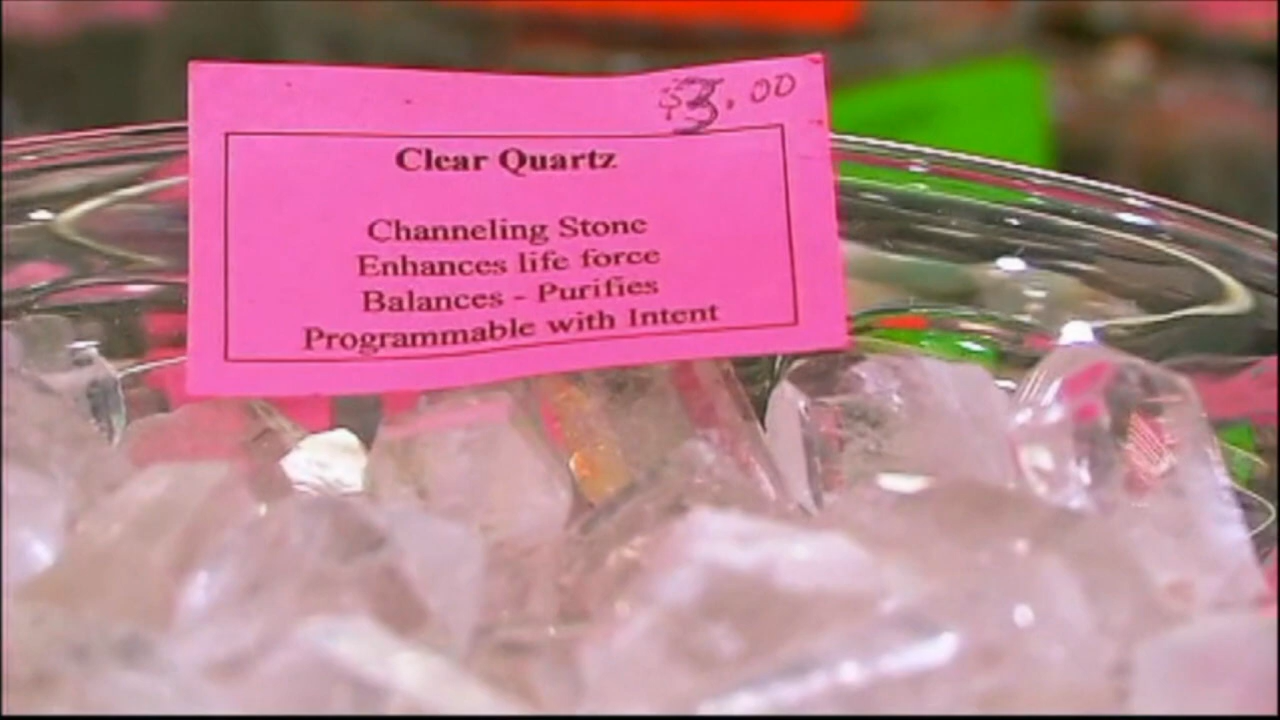 $3.00
Clear Quartz
Channeling Stone
Enhances life force
Balances - Purifies
Programmable with Intent